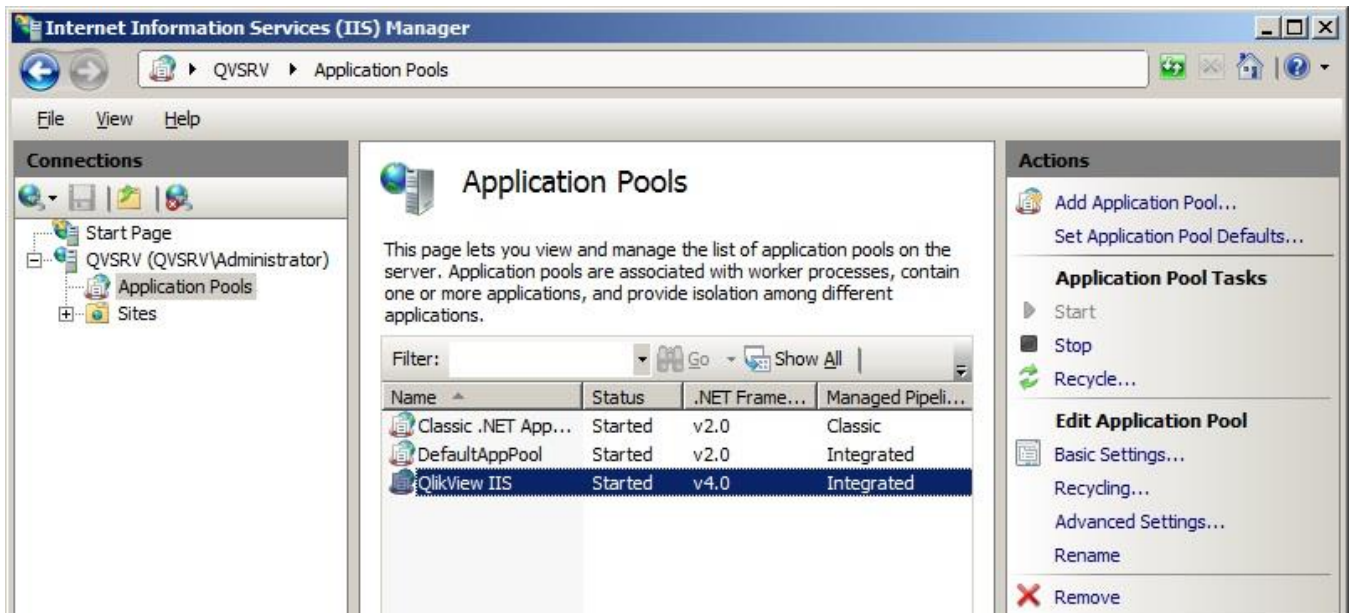 Internet Information Services (IIS) Manager
QVSRV Application Pools
File View Help
Connections
Start Page
QVSRV (QVSRV\Administrator)
Application Pools
Sites
Application Pools
This page lets you view and manage the list of application pools on the
server. Application pools are associated with worker processes, contain
one or more applications, and provide isolation among different
applications.
Filter: Go Show All
Name Status .NET Frame... Managed Pipeli...
Classic .NET App... Started v2.0 Classic
DefaultAppPool Started v2.0 Integrated
QlikView IIS Started v4.0 Integrated
Actions
Add Application Pool...
Set Application Pool Defaults...
Application Pool Tasks
Start
Stop
Recycle...
Edit Application Pool
Basic Settings...
Recycling...
Advanced Settings...
Rename
Remove